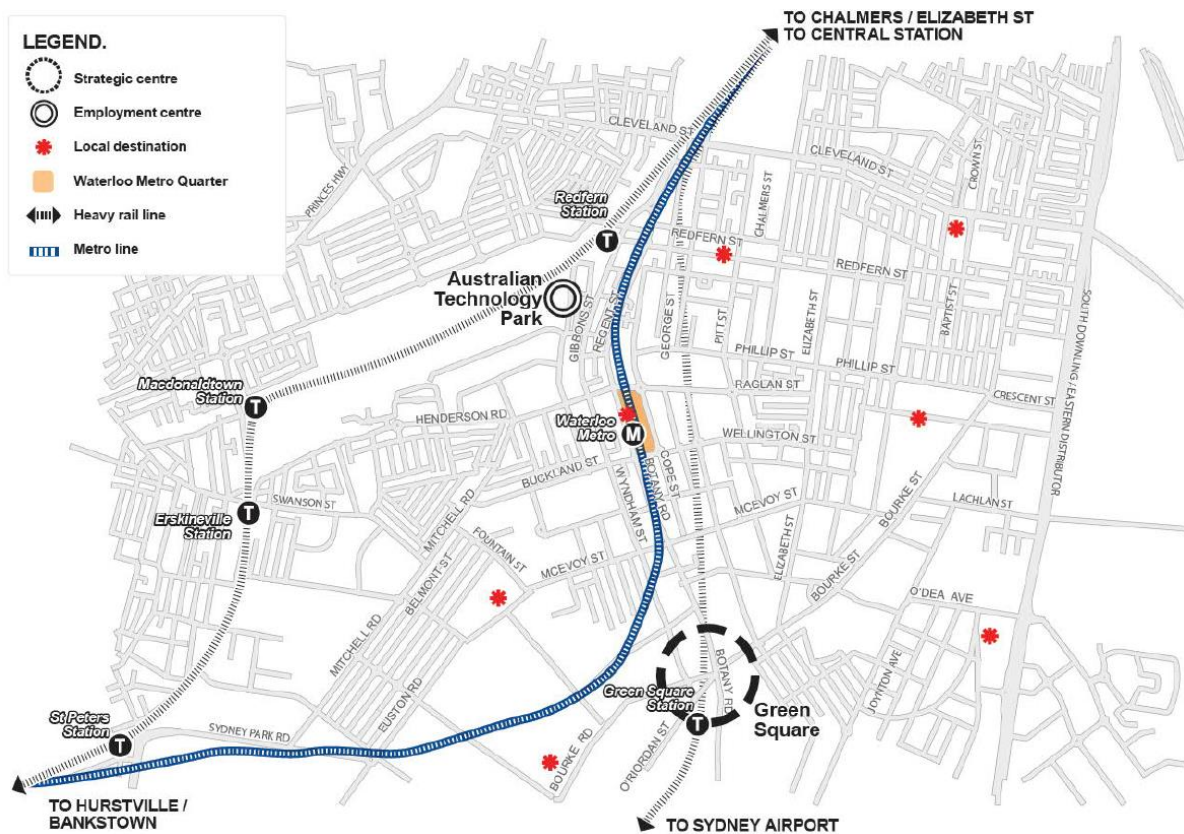 LEGEND.
Strategic centre
Employment centre
Local destination
Waterloo Metro Quarter
Heavy rail line
Metro line
TO CHALMERS / ELIZABETH ST
TO CENTRAL STATION
CLEVELAND ST
CLEVELAND ST
CROWN ST
PRINCES HWY
CHALMERS ST
Redfern
Station
T
REDFERN ST
REDFERN ST
Australian
Technology
Park
GIBBONS ST
REGENT ST
GEORGE ST
PITT ST
ELIZABETH ST
BAPTIST ST
SOUTH DOWLING / EASTERN DISTRIBUTOR
PHILLIP ST
PHILLIP ST
RAGLAN ST
CRESCENT ST
Macdonaldtown
Station
T
HENDERSON RD
Waterloo
Metro
M
WELLINGTON ST
BUCKLAND ST
COPE ST
BOTANY RD
WYNDHAM ST
MCEVOY ST
BOURKE ST
LACHLAN ST
SWANSON ST
Erskineville
Station
T
MITCHELL RD
FOUNTAIN ST
MCEVOY ST
BELMONT ST
ELIZABETH ST
BOURKE ST
O'DEA AVE
MITCHELL RD
EUSTON RD
BOTANY RD
JOYNTON AVE
Green Square
Station
T
Green
Square
St Peters
Station
T
SYDNEY PARK RD
BOURKE RD
O'RIORDAN ST
TO HURSTVILLE /
BANKSTOWN
TO SYDNEY AIRPORT